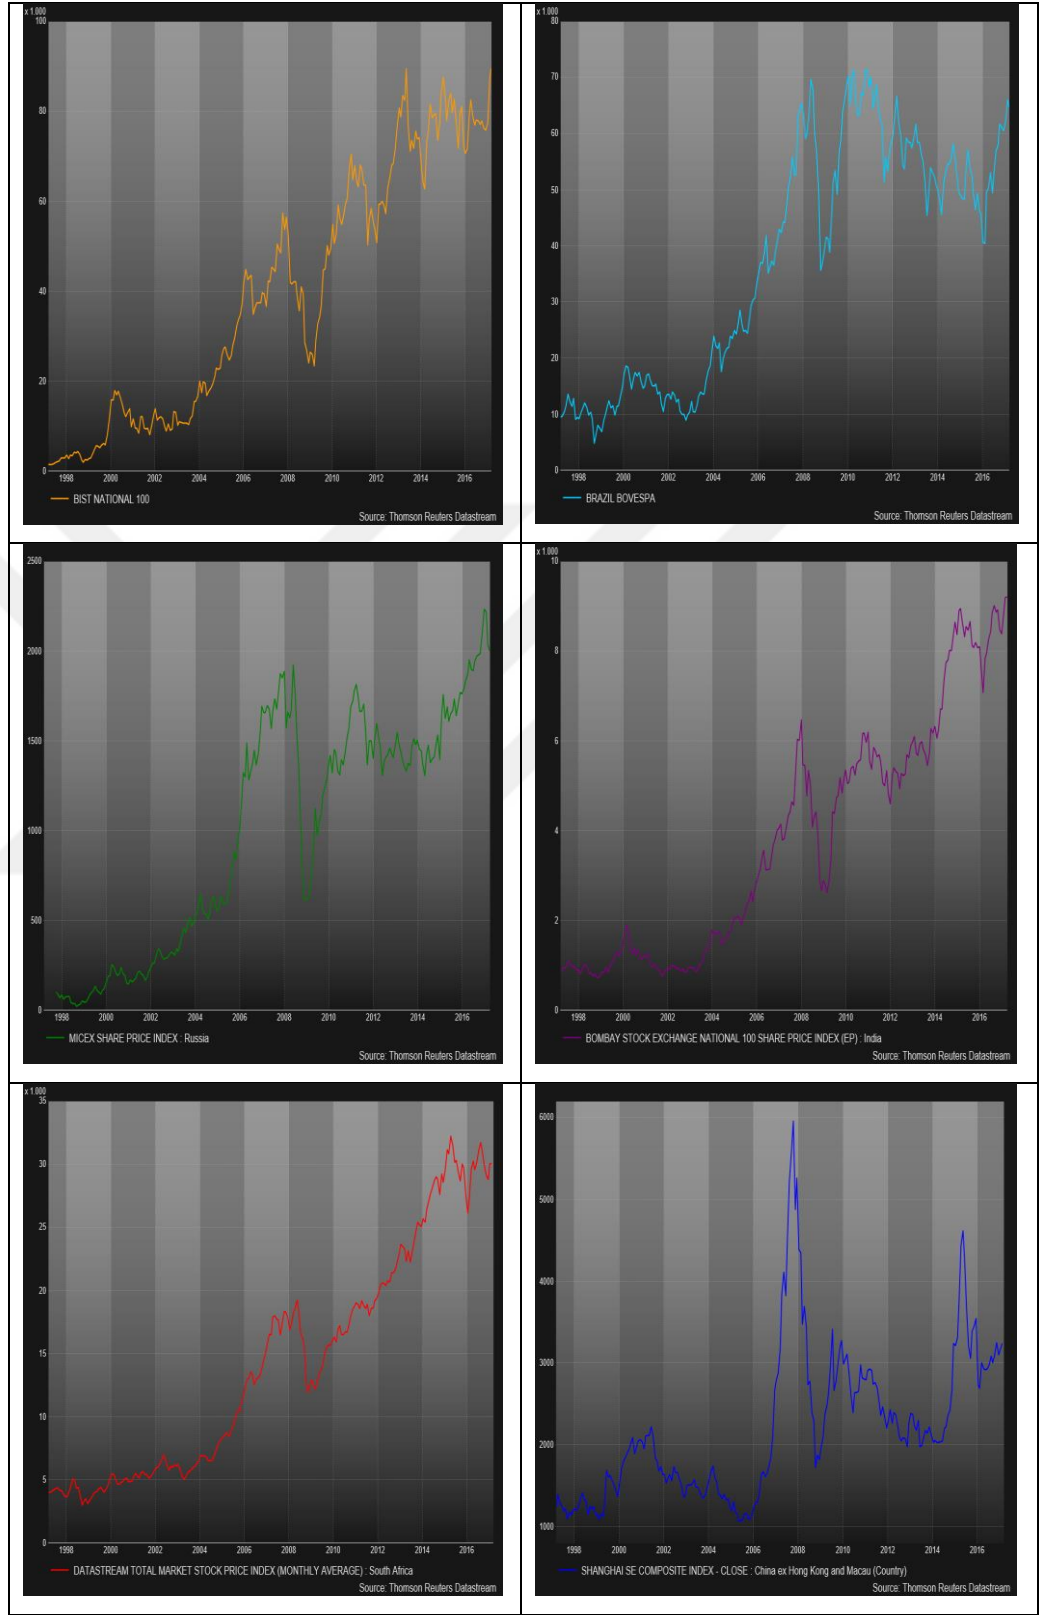 x 1.000
100
80
60
40
20
0
1998 2000 2002 2004 2006 2008 2010 2012 2014 2016
BIST NATIONAL 100
Source: Thomson Reuters Datastream
x 1.000
80
70
60
50
40
30
20
10
0
1998 2000 2002 2004 2006 2008 2010 2012 2014 2016
BRAZIL BOVESPA
Source: Thomson Reuters Datastream
2500
2000
1500
1000
500
0
1998 2000 2002 2004 2006 2008 2010 2012 2014 2016
MICEX SHARE PRICE INDEX : Russia
Source: Thomson Reuters Datastream
x 1.000
10
8
6
4
2
0
1998 2000 2002 2004 2006 2008 2010 2012 2014 2016
BOMBAY STOCK EXCHANGE NATIONAL 100 SHARE PRICE INDEX (EP) : India
Source: Thomson Reuters Datastream
x 1.000
35
30
25
20
15
10
5
0
1998 2000 2002 2004 2006 2008 2010 2012 2014 2016
DATASTREAM TOTAL MARKET STOCK PRICE INDEX (MONTHLY AVERAGE) : South Africa
Source: Thomson Reuters Datastream
6000
5000
4000
3000
2000
1000
1998 2000 2002 2004 2006 2008 2010 2012 2014 2016
SHANGHAI SE COMPOSITE INDEX - CLOSE : China ex Hong Kong and Macau (Country)
Source: Thomson Reuters Datastream